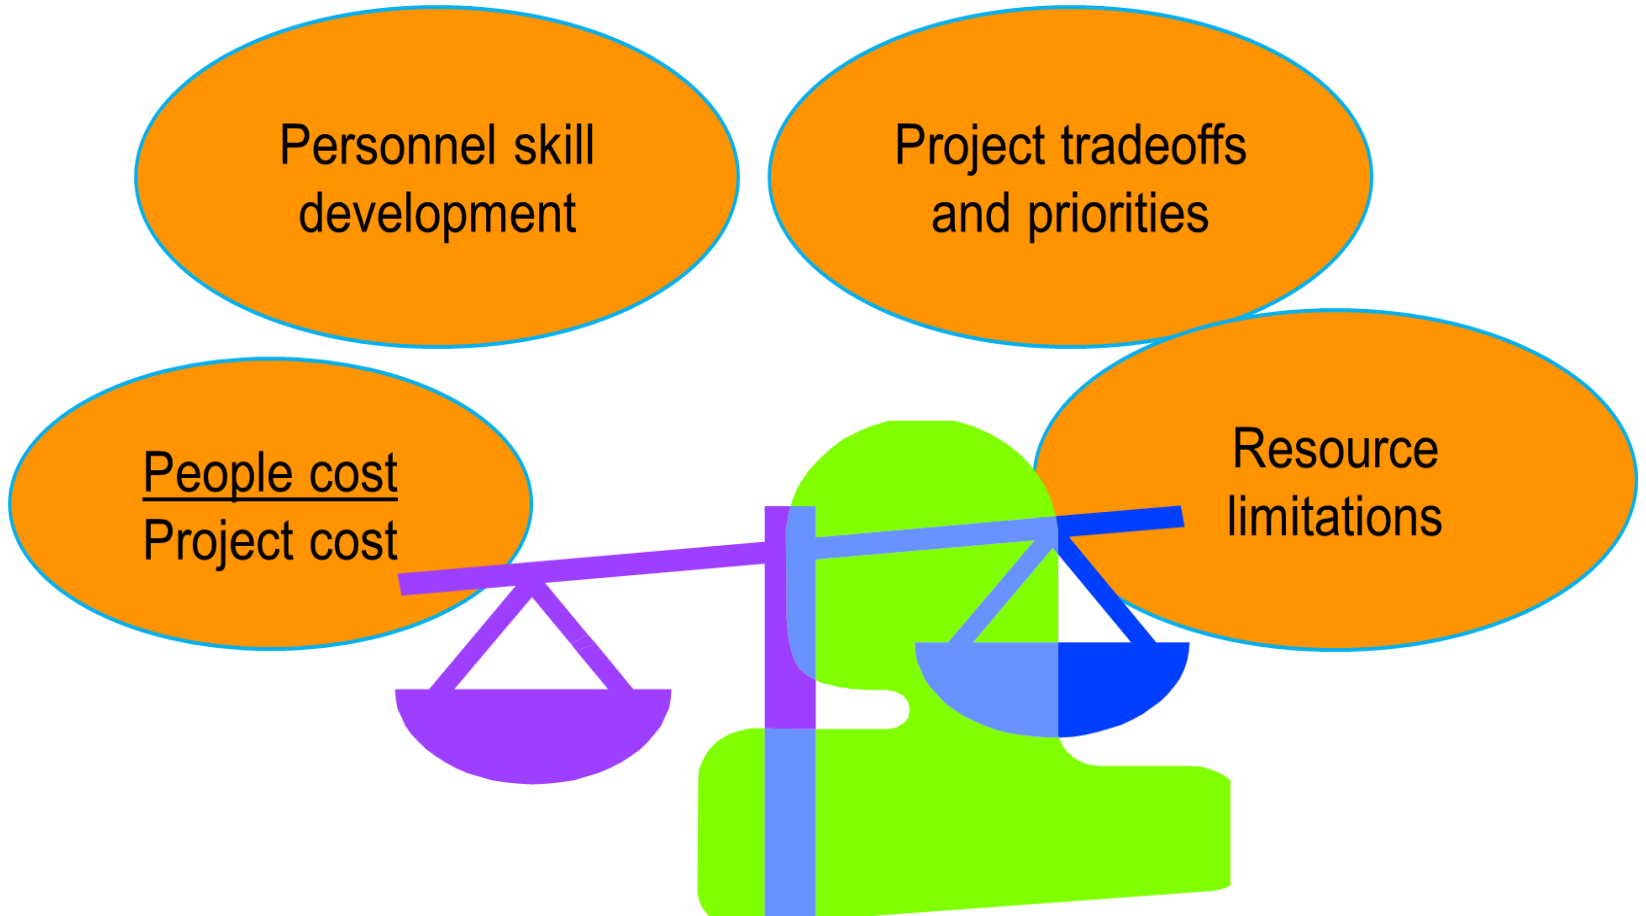 Personnel skill
development
Project tradeoffs
and priorities
People cost
Project cost
Resource
limitations